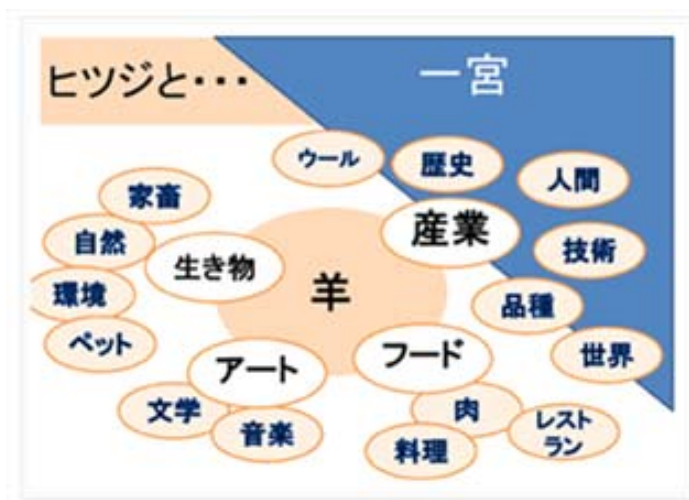 ヒツジと・・・
一宮
ウール
歴史
人間
家畜
産業
自然
生き物
技術
環境
羊
品種
ペット
アート
フード
世界
文学
肉
音楽
料理
レスト
ラン